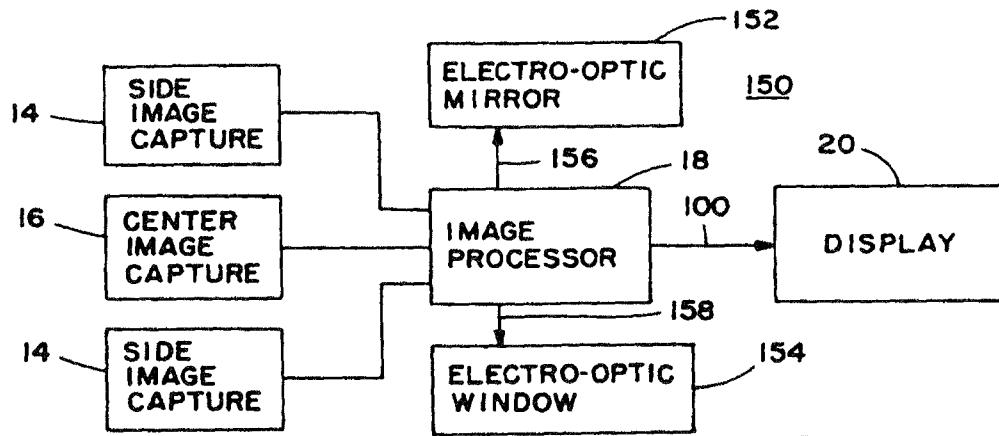 152
ELECTRO-OPTIC
MIRROR
150
14
SIDE
IMAGE
CAPTURE
156
18
20
16
CENTER
IMAGE
CAPTURE
IMAGE
PROCESSOR
100
DISPLAY
158
14
SIDE
IMAGE
CAPTURE
ELECTRO-OPTIC
WINDOW
154